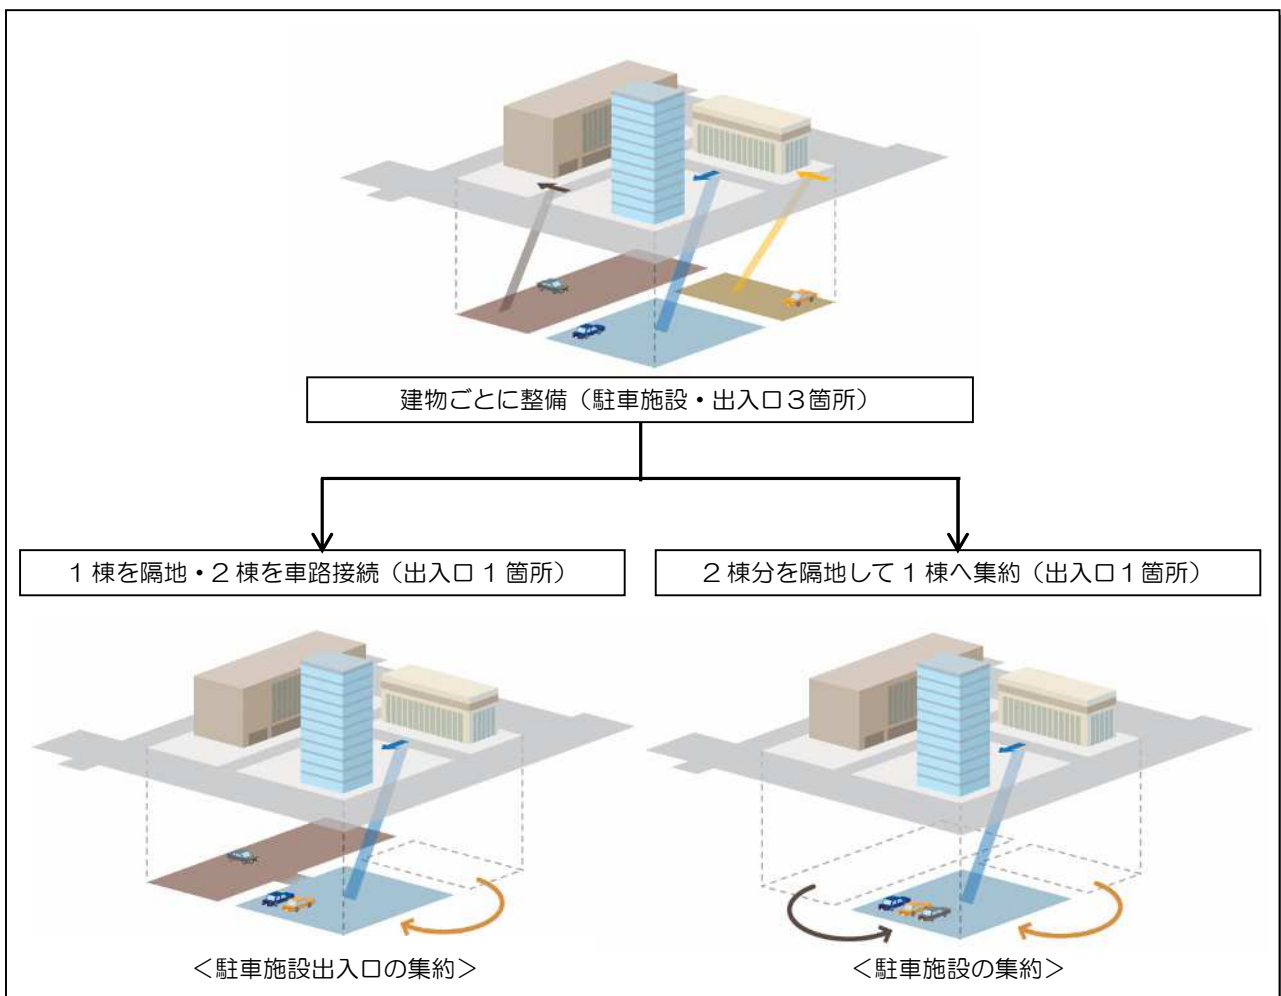 建物ごとに整備（駐車施設・出入口３箇所）
１棟を隔地・２棟を車路接続（出入口１箇所）
２棟分を隔地して１棟へ集約（出入口１箇所）
＜駐車施設出入口の集約＞
＜駐車施設の集約＞